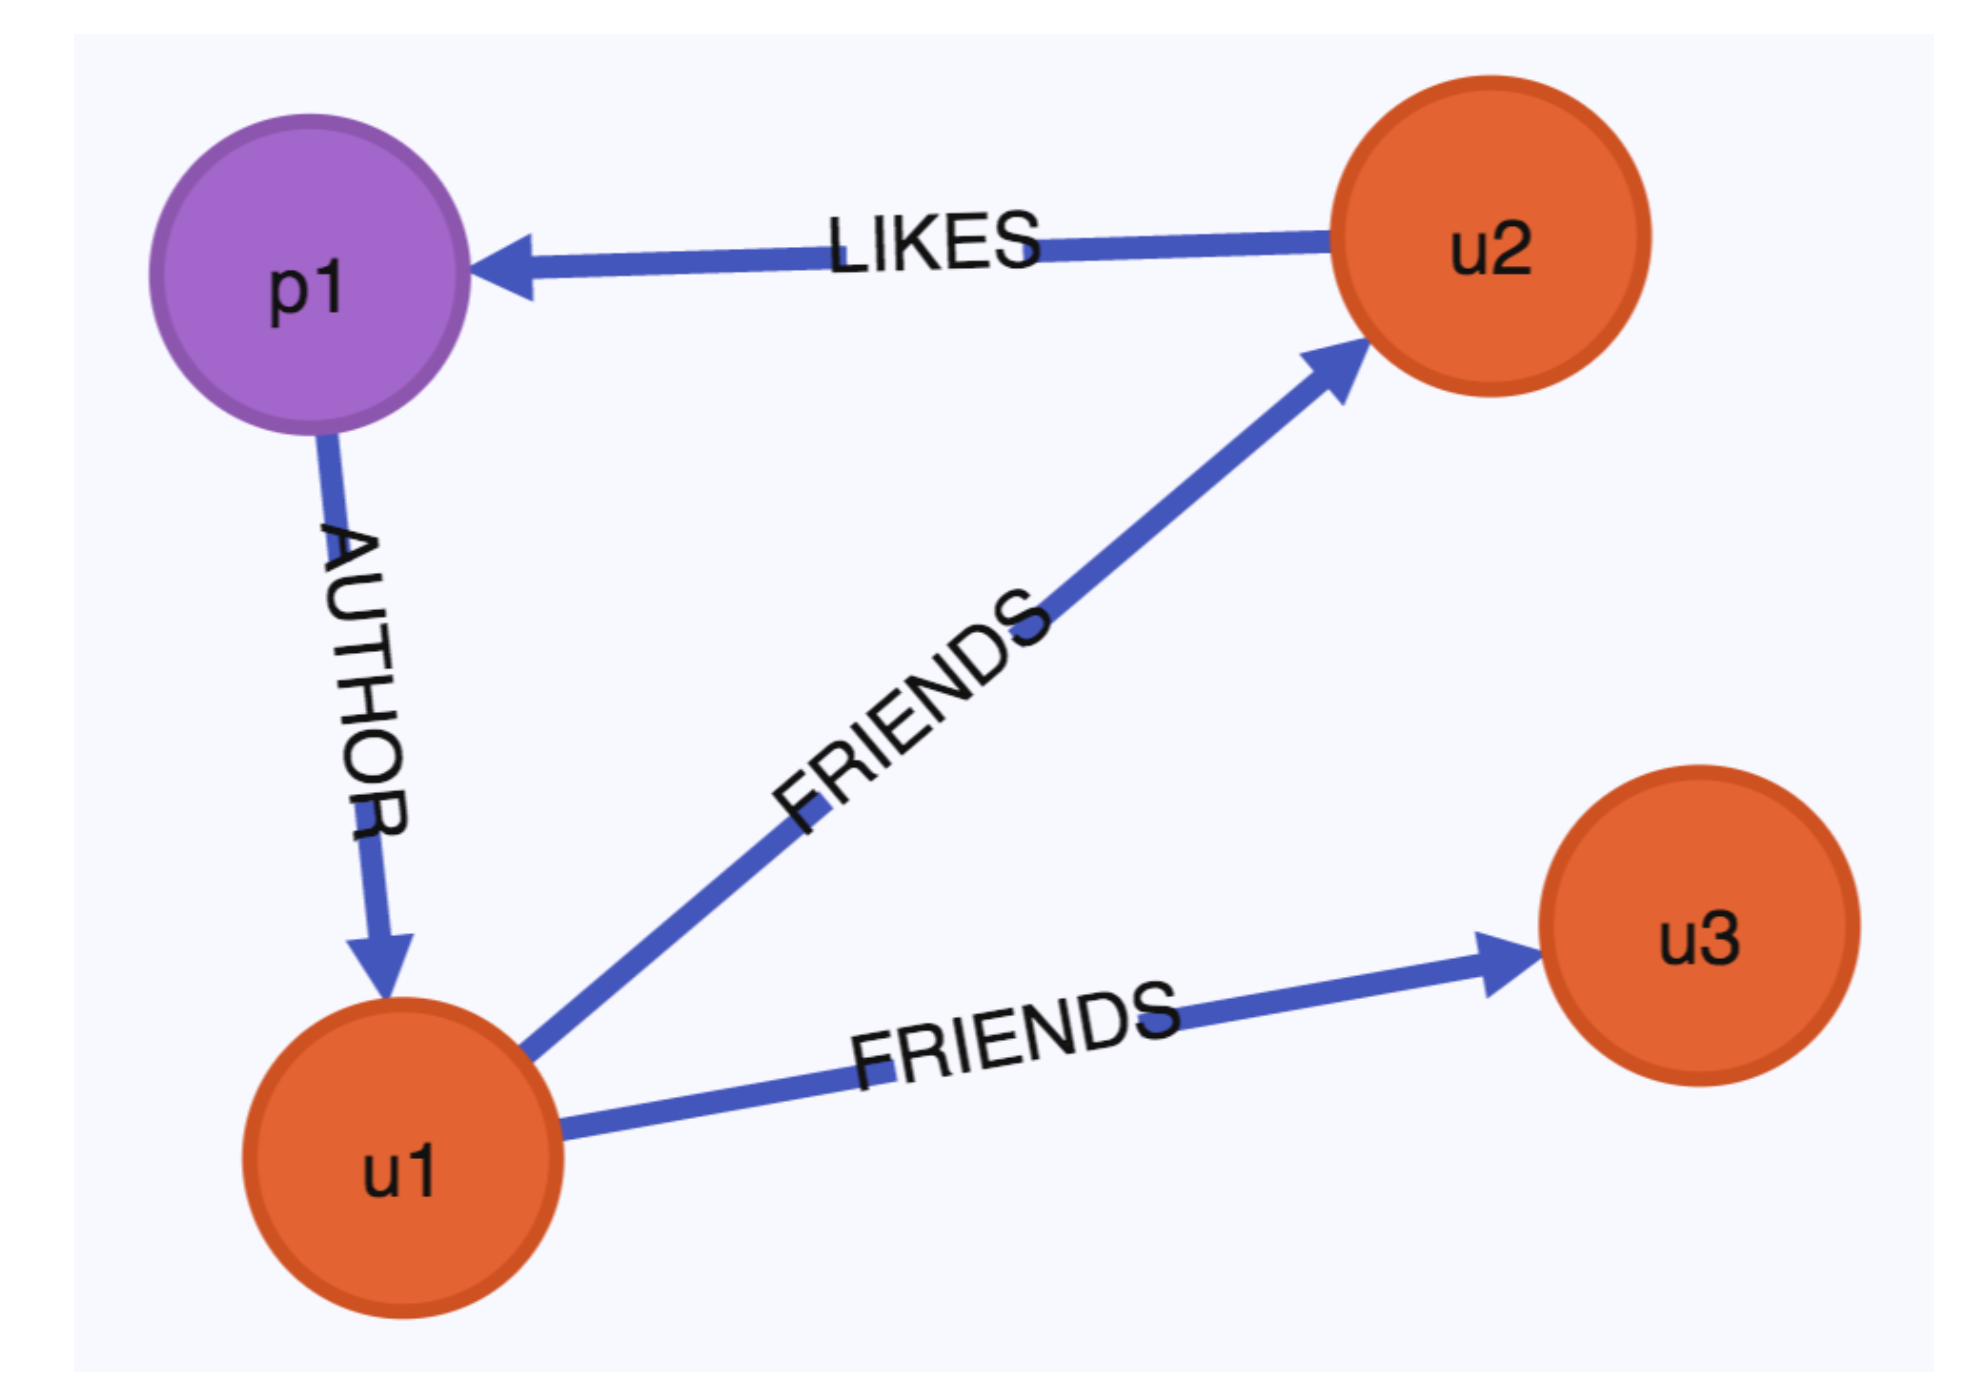 LIKES
u2
p1
AUTHOR
FRIENDS
u3
FRIENDS
u1